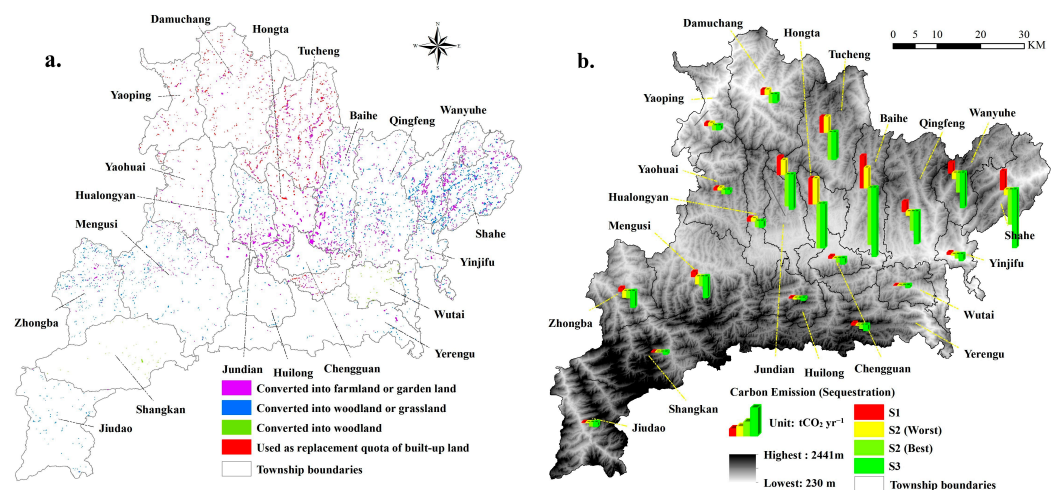 a.
Damuchang
Hongta
Tucheng
N
W
E
S
Yaoping
Baihe
Qingfeng
Wanyuhe
Yaohuai
Hualongyan
Mengusi
Shahe
Yinjifu
Zhongba
Wutai
Yerengu
Jundian
Huilong
Chengguan
Shangkan
Jiudao
Converted into farmland or garden land
Converted into woodland or grassland
Converted into woodland
Used as replacement quota of built-up land
Township boundaries
b.
0 10 20 30
KM
Damuchang
Hongta
Tucheng
Yaoping
Baihe
Qingfeng
Wanyuhe
Yaohuai
Hualongyan
Mengusi
Shahe
Yinjifu
Zhongba
Wutai
Yerengu
Jundian
Huilong
Chengguan
Shangkan
Jiudao
Carbon Emission (Sequestration)
Unit: tCO₂ yr⁻¹
Highest : 2441m
Lowest: 230 m
S1
S2 (Worst)
S2 (Best)
S3
Township boundaries